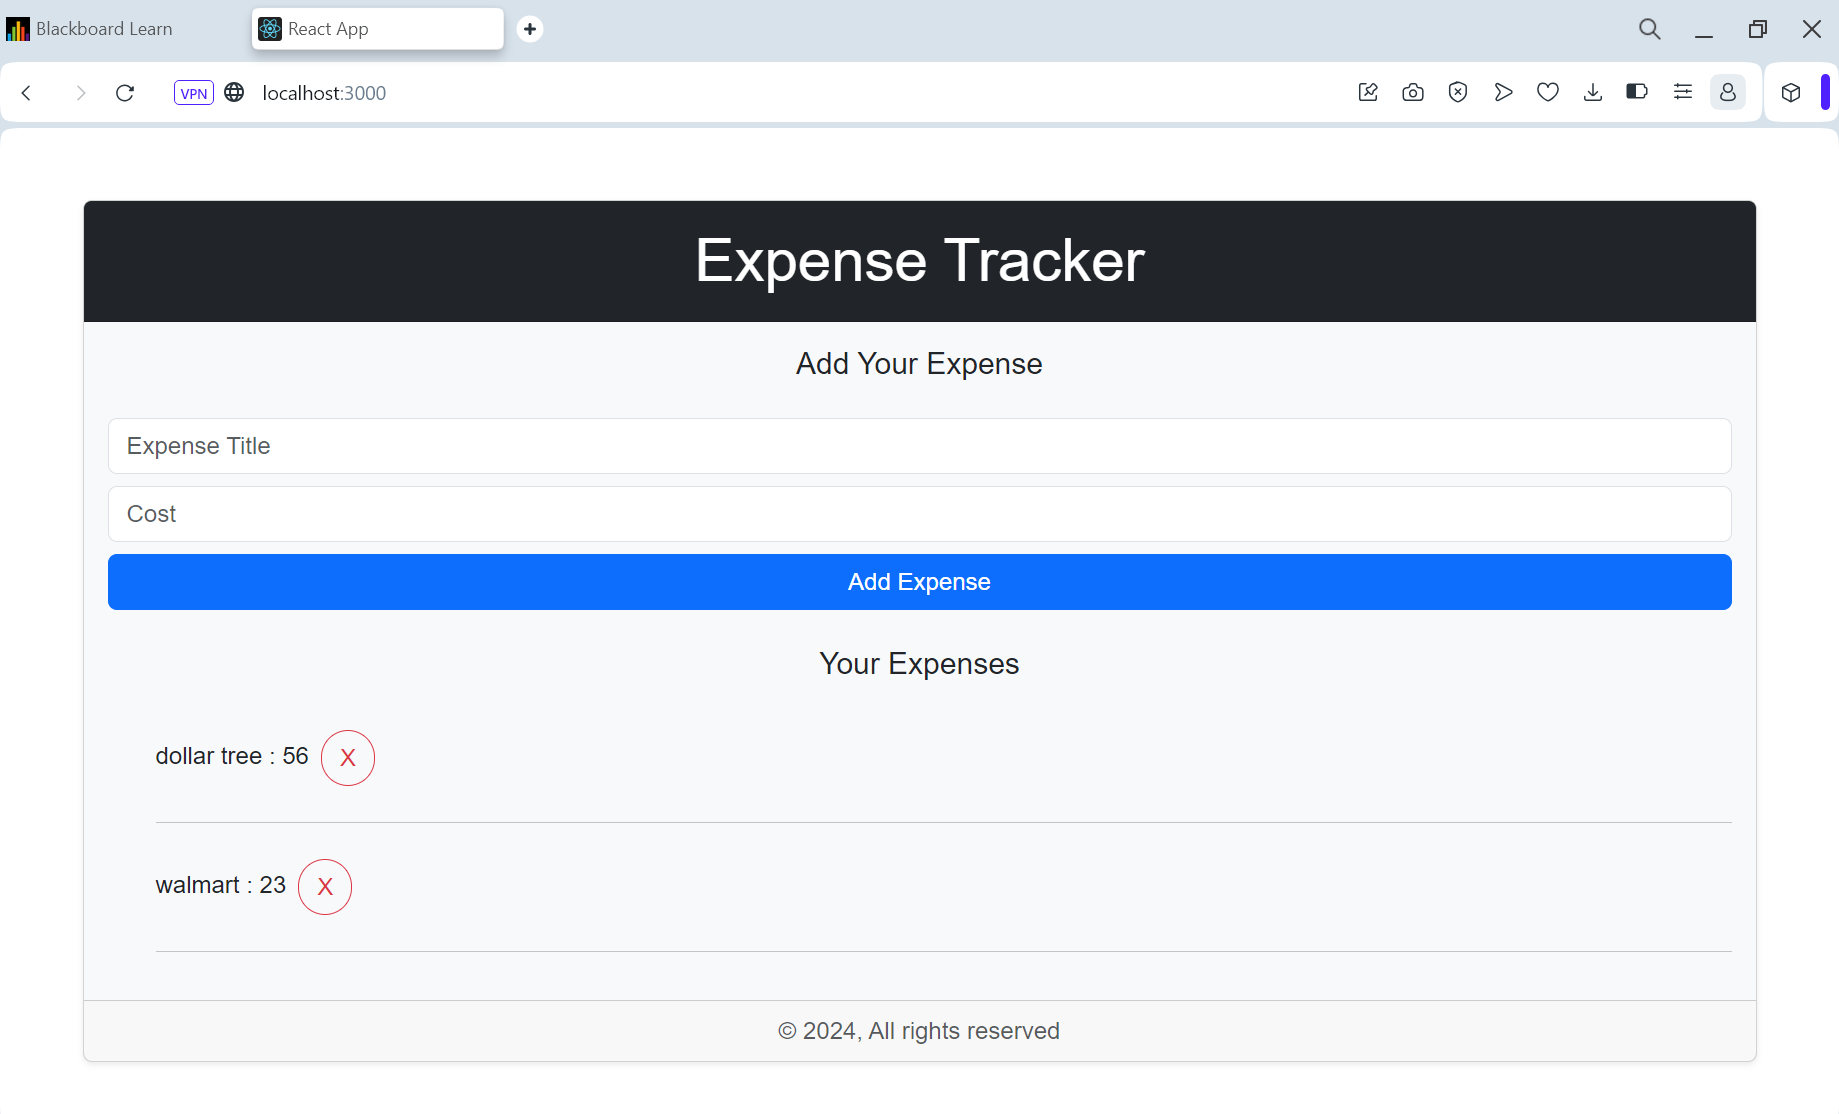 Blackboard Learn
React App
VPN
localhost:3000
Expense Tracker
Add Your Expense
Expense Title
Cost
Add Expense
Your Expenses
dollar tree : 56 X
walmart : 23 X
© 2024, All rights reserved